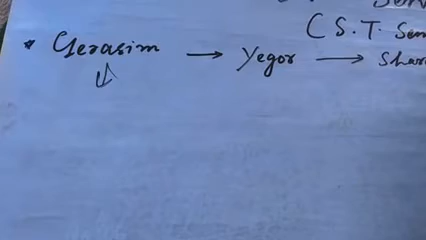 (S.T.
* Gerasim → Yegor →